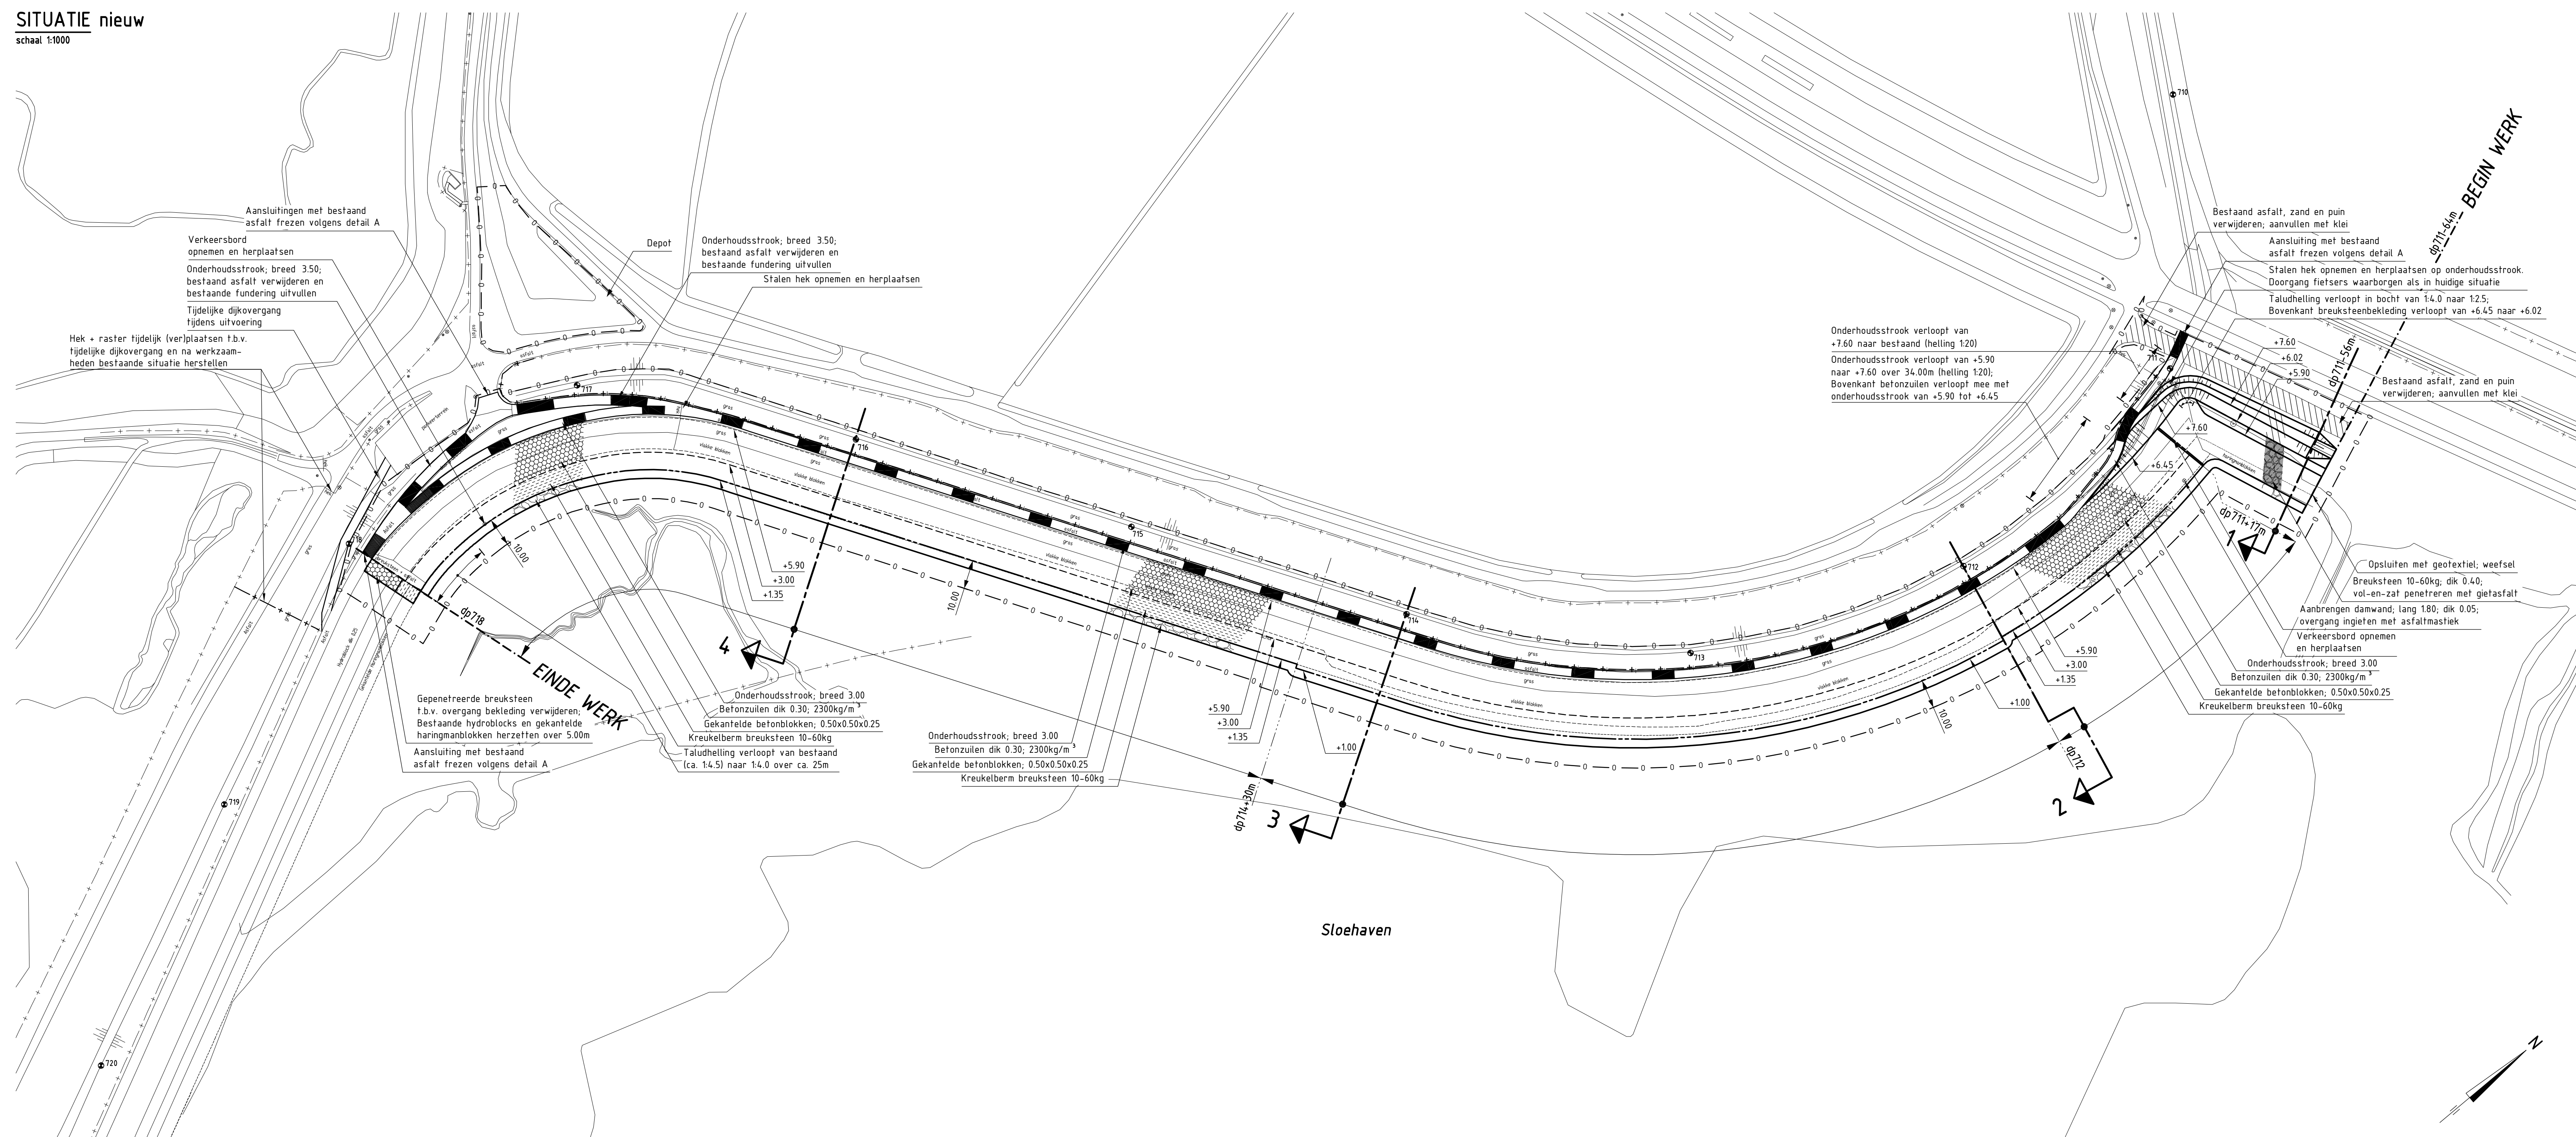 SITUATIE nieuw
schaal 1:1000
Aansluitingen met bestaand
asfalt frezen volgens detail A
Verkeersbord
opnemen en herplaatsen
Onderhoudsstrook; breed 3.50;
bestaand asfalt verwijderen en
bestaande fundering uitvullen
Tijdelijke dijkovergang
tijdens uitvoering
Hek + raster tijdelijk (ver)plaatsen t.b.v.
tijdelijke dijkovergang en na werkzaam-
heden bestaande situatie herstellen
Depot
Onderhoudsstrook; breed 3.50;
bestaand asfalt verwijderen en
bestaande fundering uitvullen
Stalen hek opnemen en herplaatsen
717
716
715
714
713
712
711
710
718
719
720
+5.90
+3.00
+1.35
10.00
10.00
4
dp718
EINDE WERK
Gepenetreerde breuksteen
t.b.v. overgang bekleding verwijderen;
Bestaande hydroblocks en gekantelde
haringmanblokken herzetten over 5.00m
Aansluiting met bestaand
asfalt frezen volgens detail A
Onderhoudsstrook; breed 3.00
Betonzuilen dik 0.30; 2300kg/m³
Gekantelde betonblokken; 0.50x0.50x0.25
Kreukelberm breuksteen 10-60kg
Taludhelling verloopt van bestaand
(ca. 1:4.5) naar 1:4.0 over ca. 25m
Onderhoudsstrook; breed 3.00
Betonzuilen dik 0.30; 2300kg/m³
Gekantelde betonblokken; 0.50x0.50x0.25
Kreukelberm breuksteen 10-60kg
+5.90
+3.00
+1.35
+1.00
dp714+30m
3
Sloehaven
Onderhoudsstrook verloopt van
+7.60 naar bestaand (helling 1:20)
Onderhoudsstrook verloopt van +5.90
naar +7.60 over 34.00m (helling 1:20);
Bovenkant betonzuilen verloopt mee met
onderhoudsstrook van +5.90 tot +6.45
dp711-64m
BEGIN WERK
Bestaand asfalt, zand en puin
verwijderen; aanvullen met klei
Aansluiting met bestaand
asfalt frezen volgens detail A
Stalen hek opnemen en herplaatsen op onderhoudsstrook.
Doorgang fietsers waarborgen als in huidige situatie
Taludhelling verloopt in bocht van 1:4.0 naar 1:2.5;
Bovenkant breuksteenbekleding verloopt van +6.45 naar +6.02
+7.60
+6.02
+5.90
dp711-56m
Bestaand asfalt, zand en puin
verwijderen; aanvullen met klei
+7.60
+6.45
dp711+17m
1
Opsluiten met geotextiel; weefsel
Breuksteen 10-60kg; dik 0.40;
vol-en-zat penetreren met gietasfalt
Aanbrengen damwand; lang 1.80; dik 0.05;
overgang ingieten met asfaltmastiek
Verkeersbord opnemen
en herplaatsen
Onderhoudsstrook; breed 3.00
Betonzuilen dik 0.30; 2300kg/m³
Gekantelde betonblokken; 0.50x0.50x0.25
Kreukelberm breuksteen 10-60kg
+5.90
+3.00
+1.35
+1.00
10.00
dp712
2
N